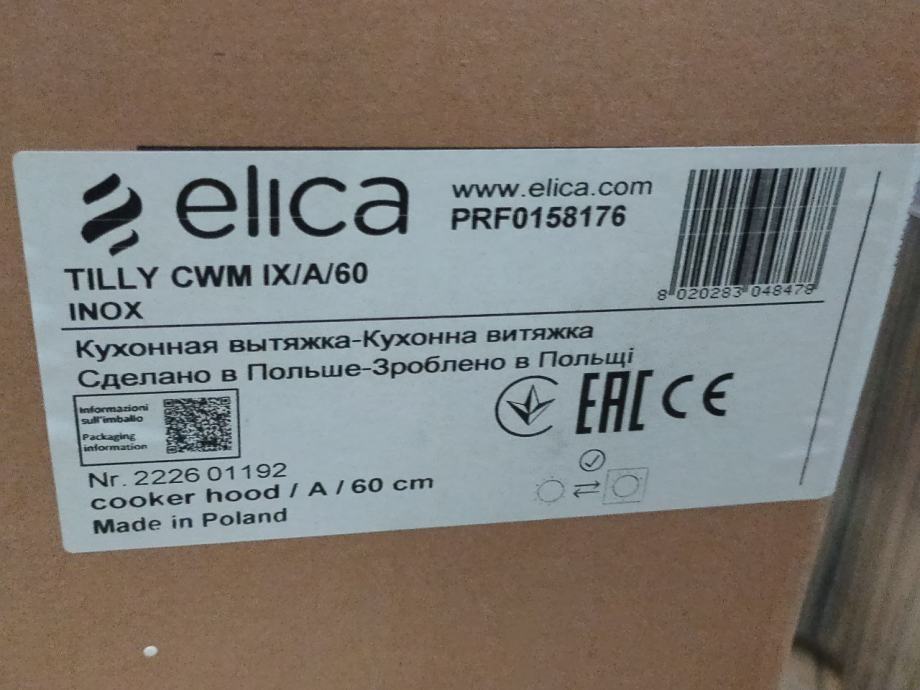 elica
www.elica.com
PRF0158176
TILLY CWM IX/A/60
INOX
8 020283 048478
Кухонная вытяжка-Кухонна витяжка
Сделано в Польше-Зроблено в Польщі
Informazioni
sull'imballo
Packaging
information
EAC CE
Nr. 2226 01192
cooker hood / A / 60 cm
Made in Poland